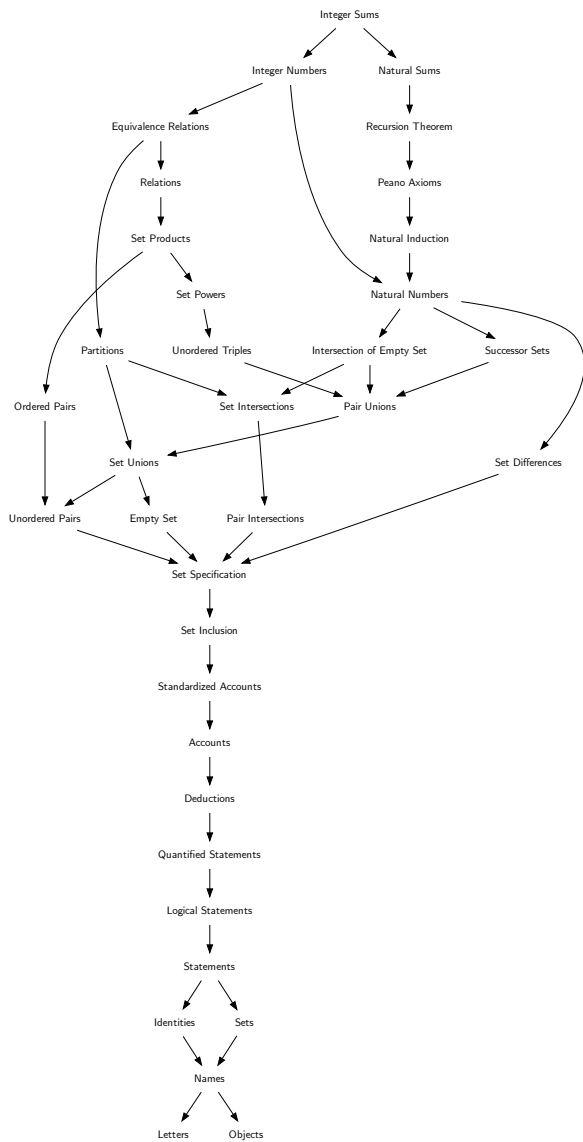 Integer Sums
Integer Numbers
Natural Sums
Equivalence Relations
Recursion Theorem
Relations
Peano Axioms
Set Products
Natural Induction
Set Powers
Natural Numbers
Partitions
Unordered Triples
Intersection of Empty Set
Successor Sets
Ordered Pairs
Set Intersections
Pair Unions
Set Unions
Set Differences
Unordered Pairs
Empty Set
Pair Intersections
Set Specification
Set Inclusion
Standardized Accounts
Accounts
Deductions
Quantified Statements
Logical Statements
Statements
Identities
Sets
Names
Letters
Objects